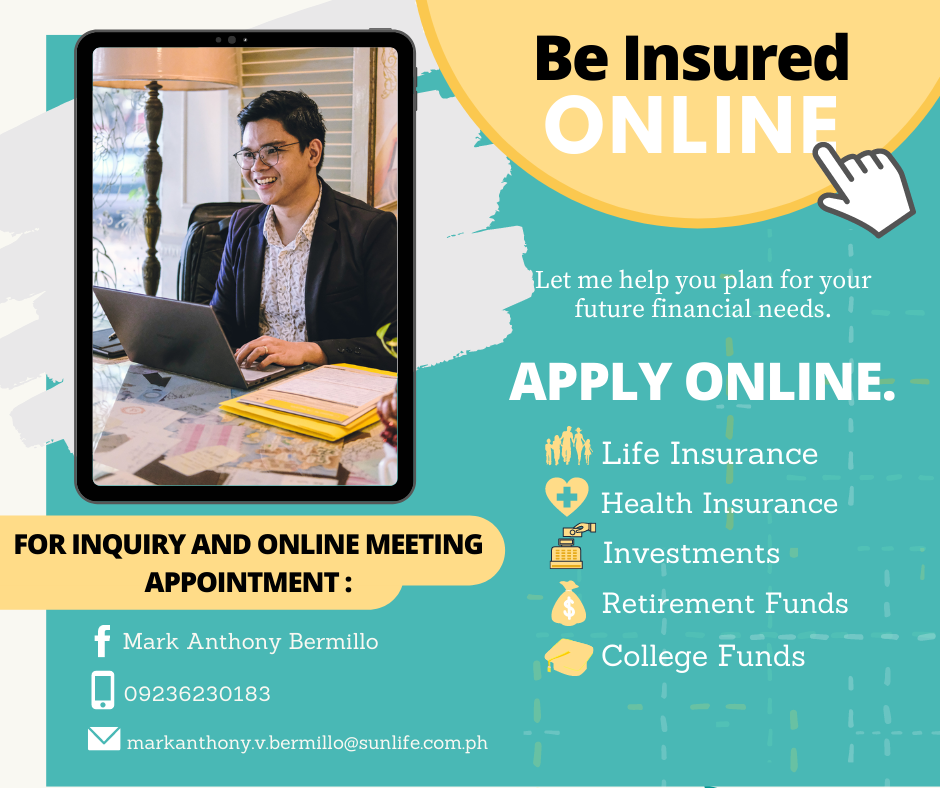 Be Insured
ONLINE
Let me help you plan for your
future financial needs.
APPLY ONLINE.
Life Insurance
Health Insurance
Investments
$
Retirement Funds
College Funds
FOR INQUIRY AND ONLINE MEETING
APPOINTMENT :
f Mark Anthony Bermillo
09236230183
markanthony.v.bermillo@sunlife.com.ph